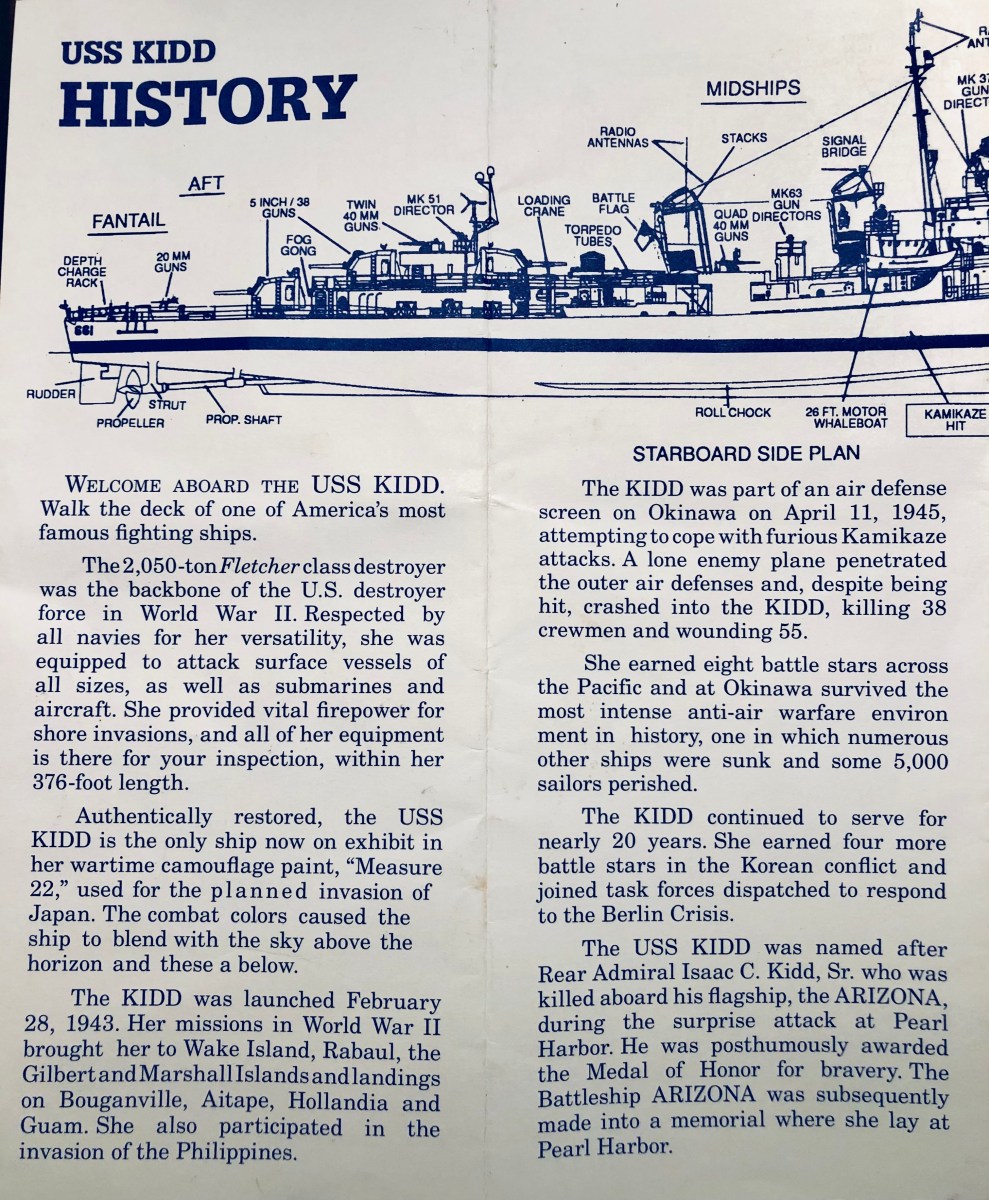 USS KIDD
HISTORY
MIDSHIPS
MK 37
GUN
RADIO
ANTENNAS
STACKS
SIGNAL
BRIDGE
AFT
FANTAIL
5 INCH / 38
GUNS
TWIN
40 MM
GUNS
MK 51
DIRECTOR
LOADING
CRANE
BATTLE
FLAG
QUAD
40 MM
GUNS
MK63
GUN
DIRECTORS
FOG
GONG
TORPEDO
TUBES
DEPTH
CHARGE
RACK
20 MM
GUNS
661
RUDDER
PROPELLER
STRUT
PROP. SHAFT
ROLL CHOCK
26 FT. MOTOR
WHALEBOAT
KAMIKAZE
HIT
STARBOARD SIDE PLAN
WELCOME ABOARD THE USS KIDD.
Walk the deck of one of America's most
famous fighting ships.
The 2,050-ton Fletcher class destroyer
was the backbone of the U.S. destroyer
force in World War II. Respected by
all navies for her versatility, she was
equipped to attack surface vessels of
all sizes, as well as submarines and
aircraft. She provided vital firepower for
shore invasions, and all of her equipment
is there for your inspection, within her
376-foot length.
Authentically restored, the USS
KIDD is the only ship now on exhibit in
her wartime camouflage paint, “Measure
22,” used for the planned invasion of
Japan. The combat colors caused the
ship to blend with the sky above the
horizon and these a below.
The KIDD was launched February
28, 1943. Her missions in World War II
brought her to Wake Island, Rabaul, the
Gilbert and Marshall Islands and landings
on Bouganville, Aitape, Hollandia and
Guam. She also participated in the
invasion of the Philippines.
The KIDD was part of an air defense
screen on Okinawa on April 11, 1945,
attempting to cope with furious Kamikaze
attacks. A lone enemy plane penetrated
the outer air defenses and, despite being
hit, crashed into the KIDD, killing 38
crewmen and wounding 55.
She earned eight battle stars across
the Pacific and at Okinawa survived the
most intense anti-air warfare environ
ment in history, one in which numerous
other ships were sunk and some 5,000
sailors perished.
The KIDD continued to serve for
nearly 20 years. She earned four more
battle stars in the Korean conflict and
joined task forces dispatched to respond
to the Berlin Crisis.
The USS KIDD was named after
Rear Admiral Isaac C. Kidd, Sr. who was
killed aboard his flagship, the ARIZONA,
during the surprise attack at Pearl
Harbor. He was posthumously awarded
the Medal of Honor for bravery. The
Battleship ARIZONA was subsequently
made into a memorial where she lay at
Pearl Harbor.